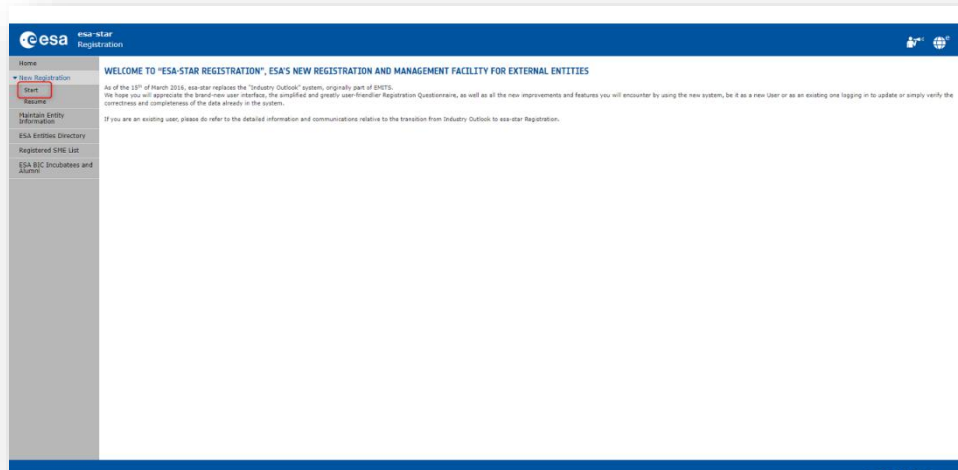 esa
esa-star
Registration
Home
New Registration
Start
Resume
Maintain Entity
Information
ESA Entities Directory
Registered SME List
ESA BIC Incubatees and
Alumni
WELCOME TO "ESA-STAR REGISTRATION", ESA'S NEW REGISTRATION AND MANAGEMENT FACILITY FOR EXTERNAL ENTITIES
As of the 15th of March 2016, esa-star replaces the "Industry Outlook" system, originally part of EMITS.
We hope you will appreciate the brand-new user interface, the simplified and greatly user-friendlier Registration Questionnaire, as well as all the new improvements and features you will encounter by using the new system, be it as a new User or as an existing one logging in to update or simply verify the
correctness and completeness of the data already in the system.
If you are an existing user, please do refer to the detailed information and communications relative to the transition from Industry Outlook to esa-star Registration.